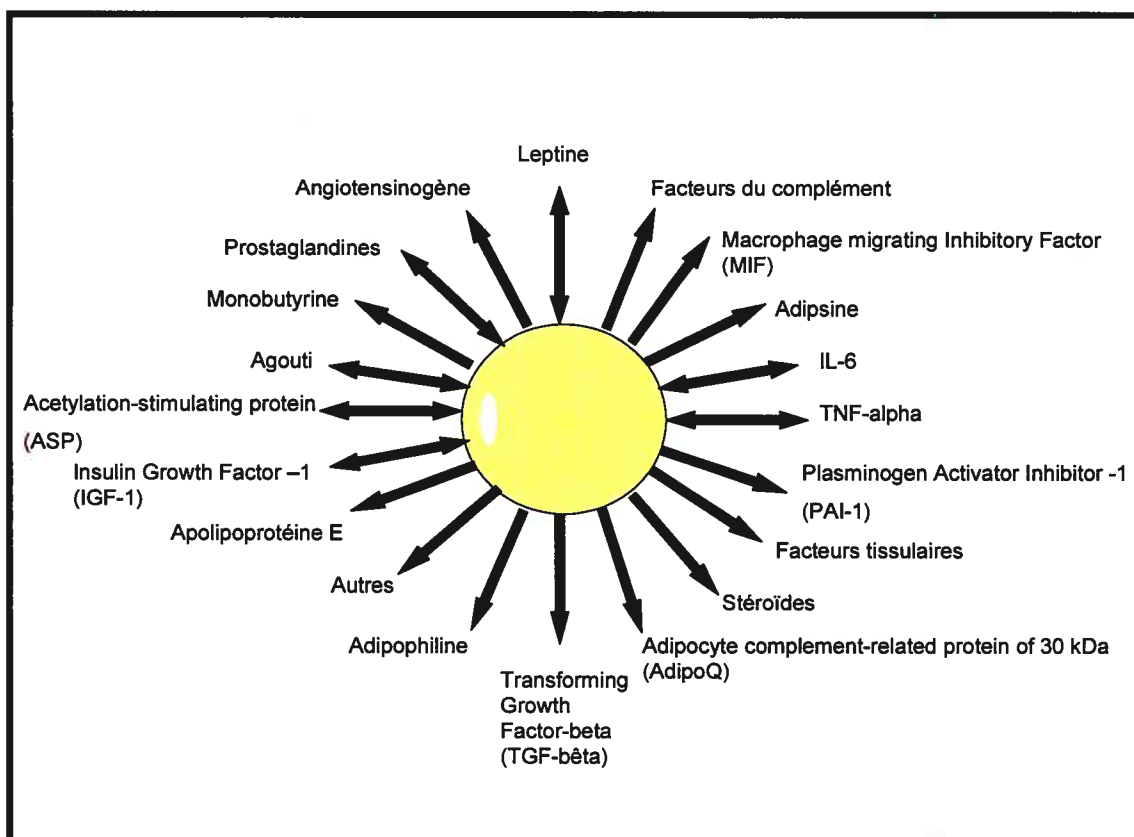 Leptine
Angiotensinogène
Facteurs du complément
Prostaglandines
Macrophage migrating Inhibitory Factor
(MIF)
Monobutyrine
Adipsine
Agouti
IL-6
Acetylation-stimulating protein
(ASP)
TNF-alpha
Insulin Growth Factor –1
(IGF-1)
Plasminogen Activator Inhibitor -1
(PAI-1)
Apolipoprotéine E
Facteurs tissulaires
Autres
Stéroïdes
Adipophiline
Adipocyte complement-related protein of 30 kDa
(AdipoQ)
Transforming
Growth
Factor-beta
(TGF-bêta)